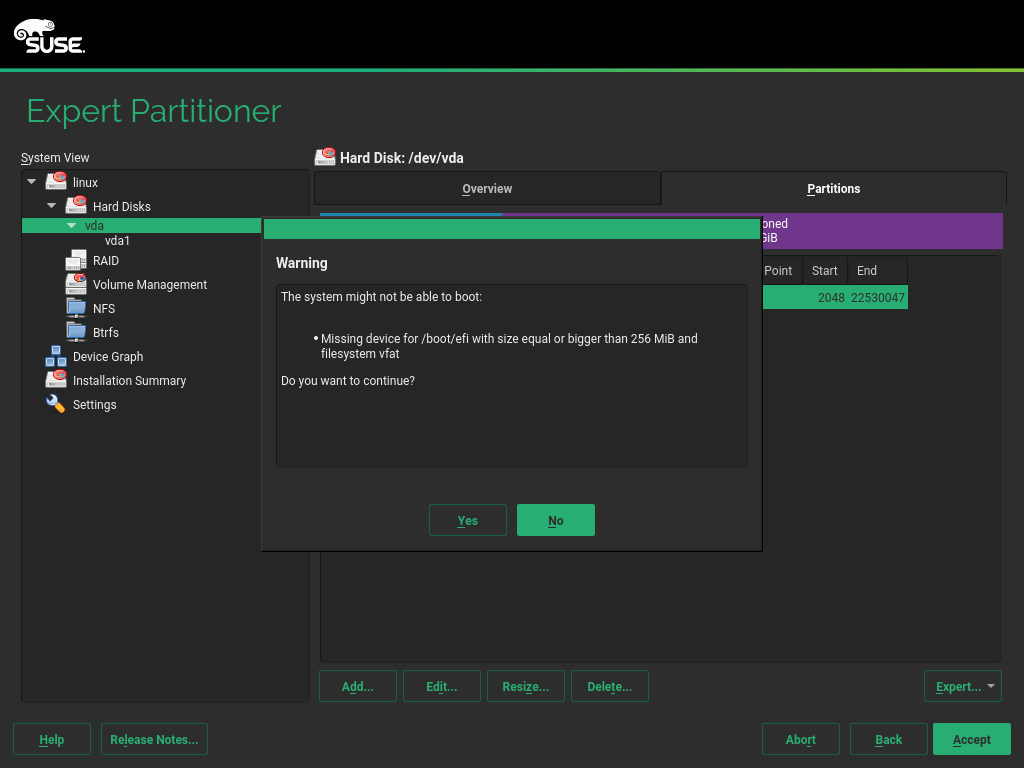 SUSE
Expert Partitioner
System View
linux
Hard Disks
vda
vda1
RAID
Volume Management
NFS
Btrfs
Device Graph
Installation Summary
Settings
Hard Disk: /dev/vda
Overview
Partitions
oned
GiB
Point
Start
End
2048
22530047
Warning
The system might not be able to boot:
• Missing device for /boot/efi with size equal or bigger than 256 MiB and
filesystem vfat
Do you want to continue?
Yes
No
Add...
Edit...
Resize...
Delete...
Expert...
Help
Release Notes...
Abort
Back
Accept